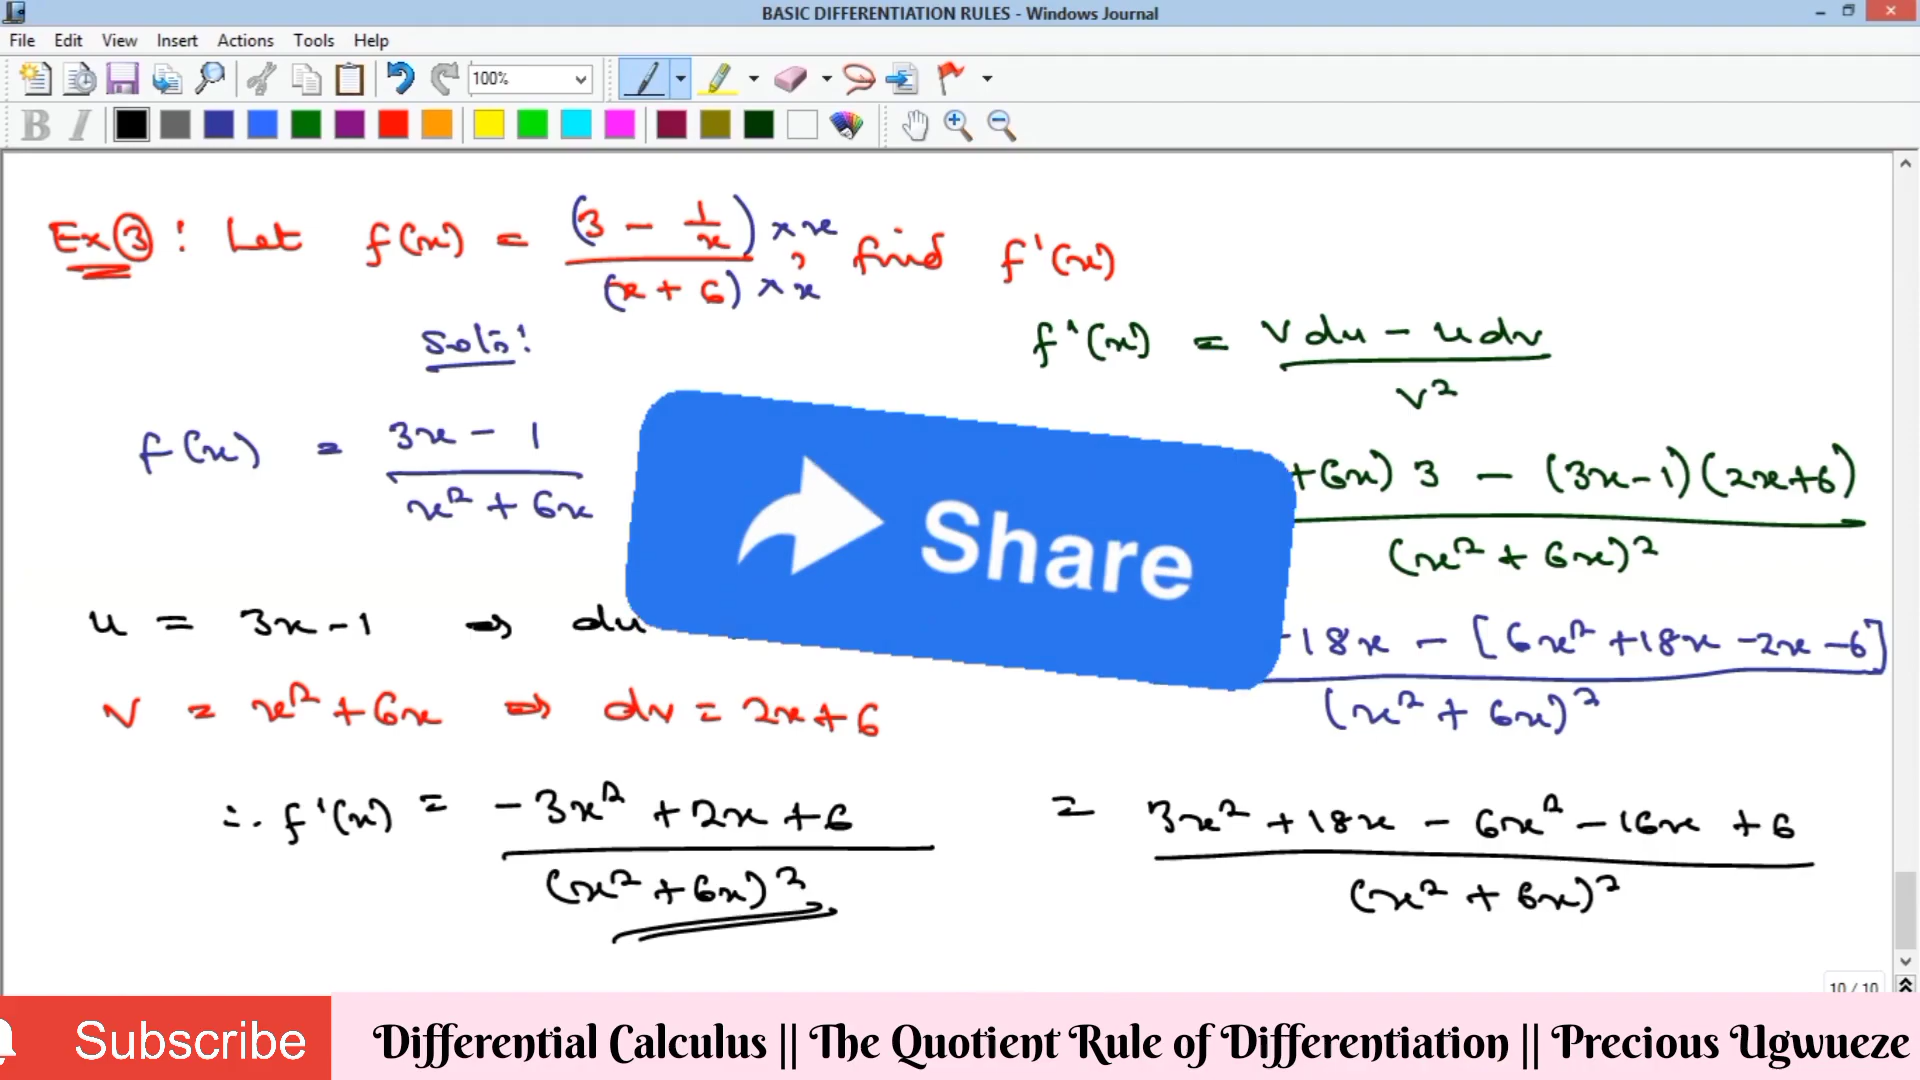 BASIC DIFFERENTIATION RULES - Windows Journal
File Edit View Insert Actions Tools Help
100%
B I
Ex ③ : Let f(x) = (3 - 1/x) × x / (x + 6) × x , find f'(x)
Soln:
f'(x) = vdu - udv / v²
f(x) = 3x - 1 / x² + 6x
+6x) 3 - (3x-1)(2x+6) / (x² + 6x)²
Share
u = 3x - 1 ⇒ du
18x - [6x² + 18x - 2x - 6] / (x² + 6x)²
v = x² + 6x ⇒ dv = 2x + 6
∴ f'(x) = -3x² + 2x + 6 / (x² + 6x)²
= 3x² + 18x - 6x² - 16x + 6 / (x² + 6x)²
10 / 10
Subscribe
Differential Calculus || The Quotient Rule of Differentiation || Precious Ugwueze